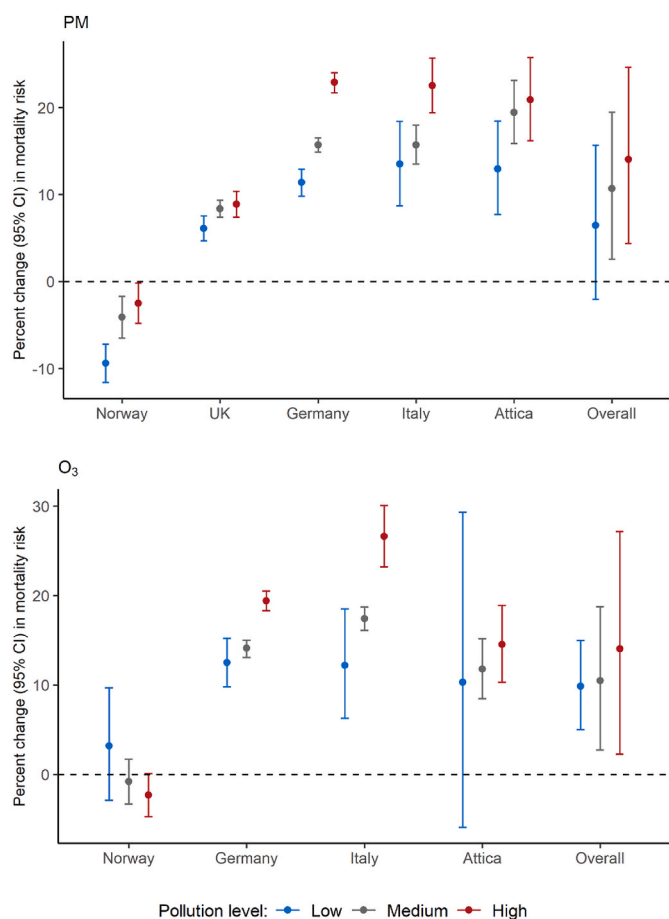 PM
Percent change (95% CI) in mortality risk
20
10
0
-10
Norway UK Germany Italy Attica Overall
O₃
Percent change (95% CI) in mortality risk
30
20
10
0
Norway Germany Italy Attica Overall
Pollution level: Low Medium High